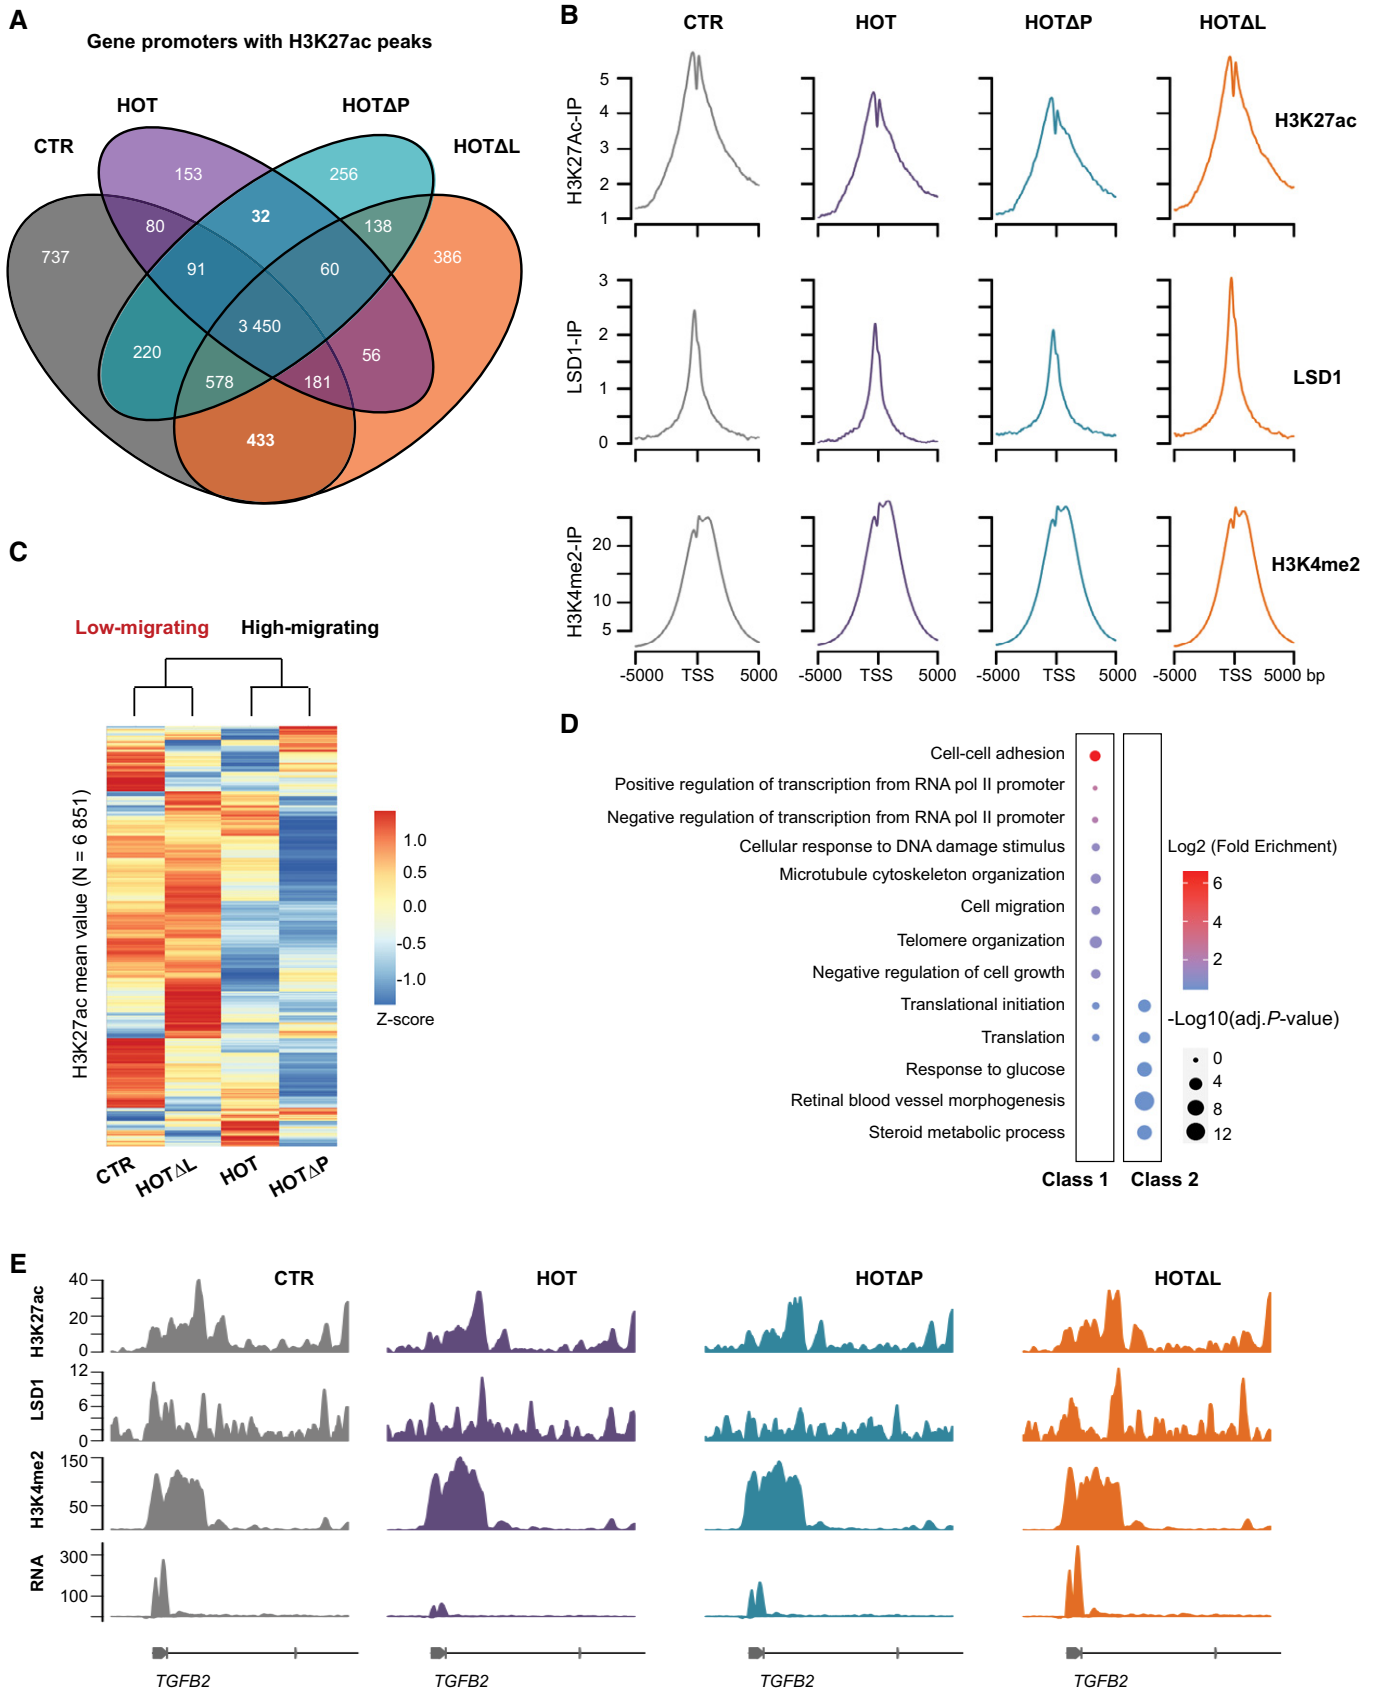 A
Gene promoters with H3K27ac peaks
HOT
HOTΔP
CTR
HOTΔL
153
256
80
32
138
737
91
60
386
3 450
220
56
578
181
433
B
CTR
HOT
HOTΔP
HOTΔL
H3K27Ac-IP
5
4
3
2
1
H3K27ac
LSD1-IP
3
2
1
0
LSD1
H3K4me2-IP
20
10
5
H3K4me2
-5000 TSS 5000
-5000 TSS 5000
-5000 TSS 5000
-5000 TSS 5000 bp
C
Low-migrating
High-migrating
H3K27ac mean value (N = 6 851)
1.0
0.5
0.0
-0.5
-1.0
Z-score
CTR
HOTΔL
HOT
HOTΔP
D
Cell-cell adhesion
Positive regulation of transcription from RNA pol II promoter
Negative regulation of transcription from RNA pol II promoter
Cellular response to DNA damage stimulus
Microtubule cytoskeleton organization
Cell migration
Telomere organization
Negative regulation of cell growth
Translational initiation
Translation
Response to glucose
Retinal blood vessel morphogenesis
Steroid metabolic process
Class 1
Class 2
Log2 (Fold Erichment)
6
4
2
-Log10(adj.P-value)
0
4
8
12
E
CTR
HOT
HOTΔP
HOTΔL
H3K27ac
40
20
0
LSD1
12
6
0
H3K4me2
150
50
RNA
300
100
TGFB2
TGFB2
TGFB2
TGFB2